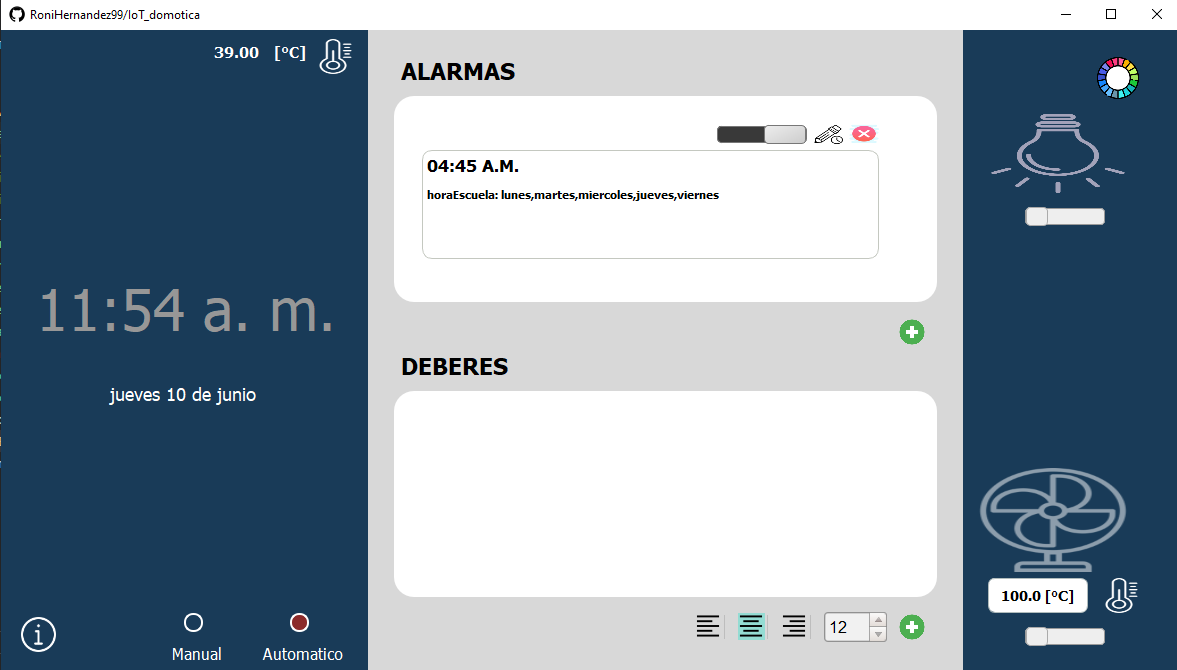 RoniHernandez99/IoT_domotica
39.00 [°C]
11:54 a. m.
jueves 10 de junio
Manual
Automatico
ALARMAS
04:45 A.M.
horaEscuela: lunes,martes,miercoles,jueves,viernes
DEBERES
12
100.0 [°C]